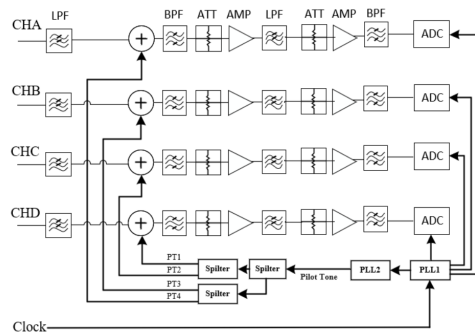 LPF BPF ATT AMP LPF ATT AMP BPF
CHA
ADC
CHB
ADC
CHC
ADC
CHD
ADC
PT1
PT2
PT3
PT4
Spilter
Spilter
Spilter
Pilot Tone
PLL2
PLL1
Clock